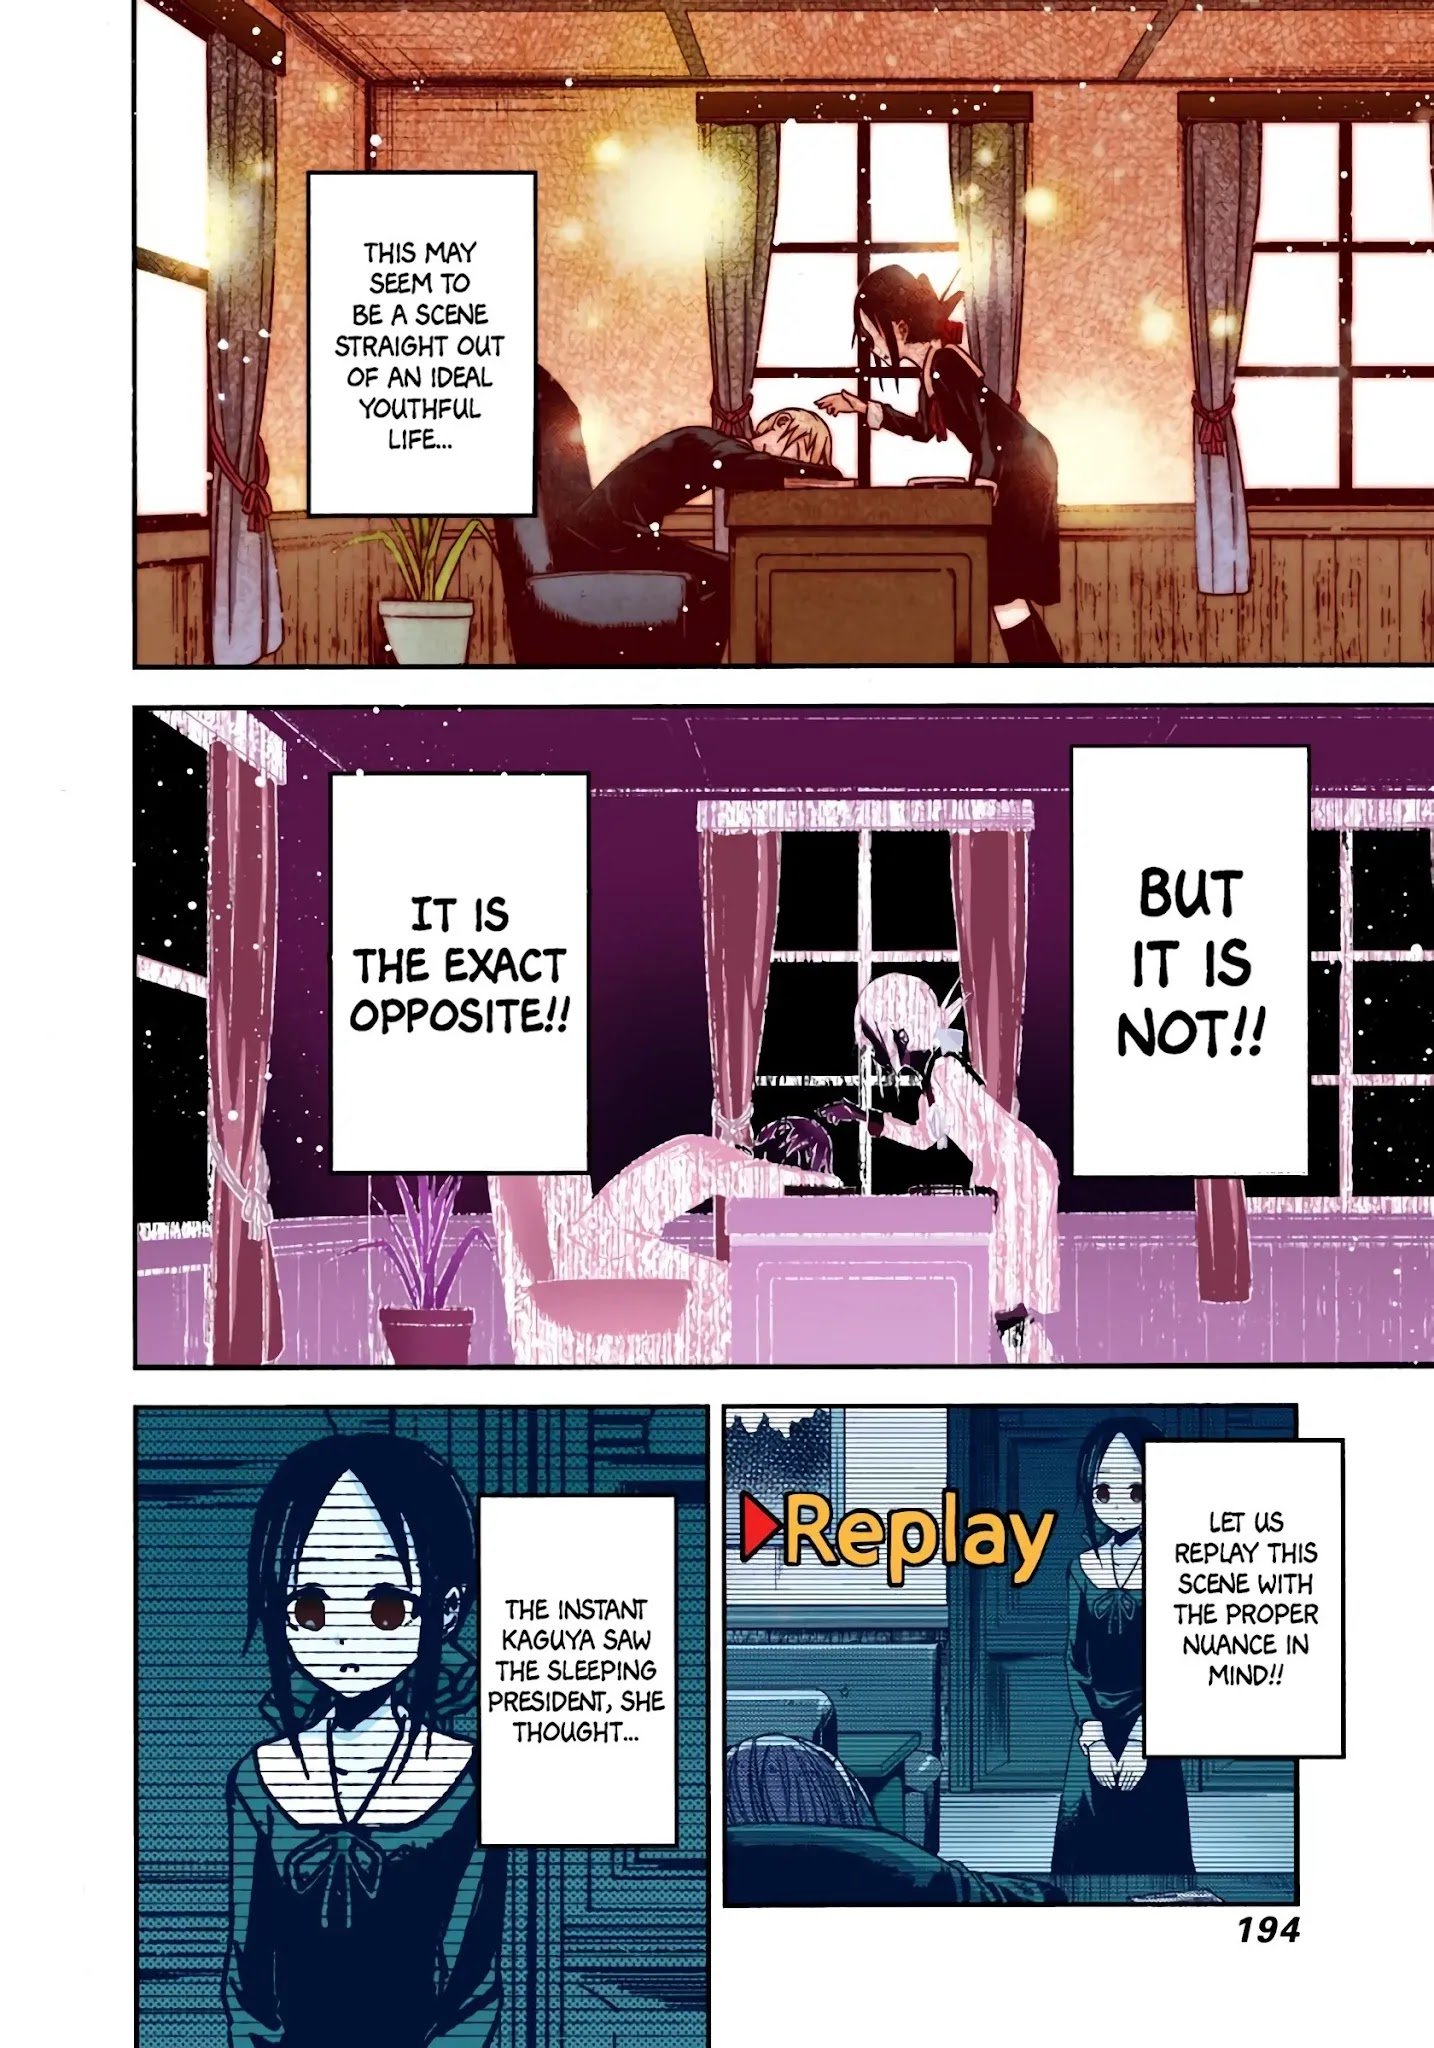 THIS MAY
SEEM TO
BE A SCENE
STRAIGHT OUT
OF AN IDEAL
YOUTHFUL
LIFE...
BUT
IT IS
NOT!!
IT IS
THE EXACT
OPPOSITE!!
LET US
REPLAY THIS
SCENE WITH
THE PROPER
NUANCE IN
MIND!!
Replay
THE INSTANT
KAGUYA SAW
THE SLEEPING
PRESIDENT, SHE
THOUGHT...
194